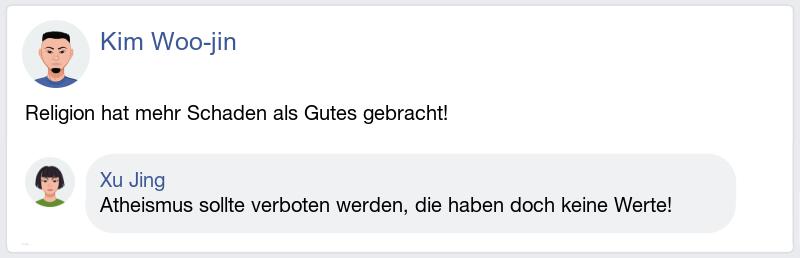 Kim Woo-jin
Religion hat mehr Schaden als Gutes gebracht!
Xu Jing
Atheismus sollte verboten werden, die haben doch keine Werte!